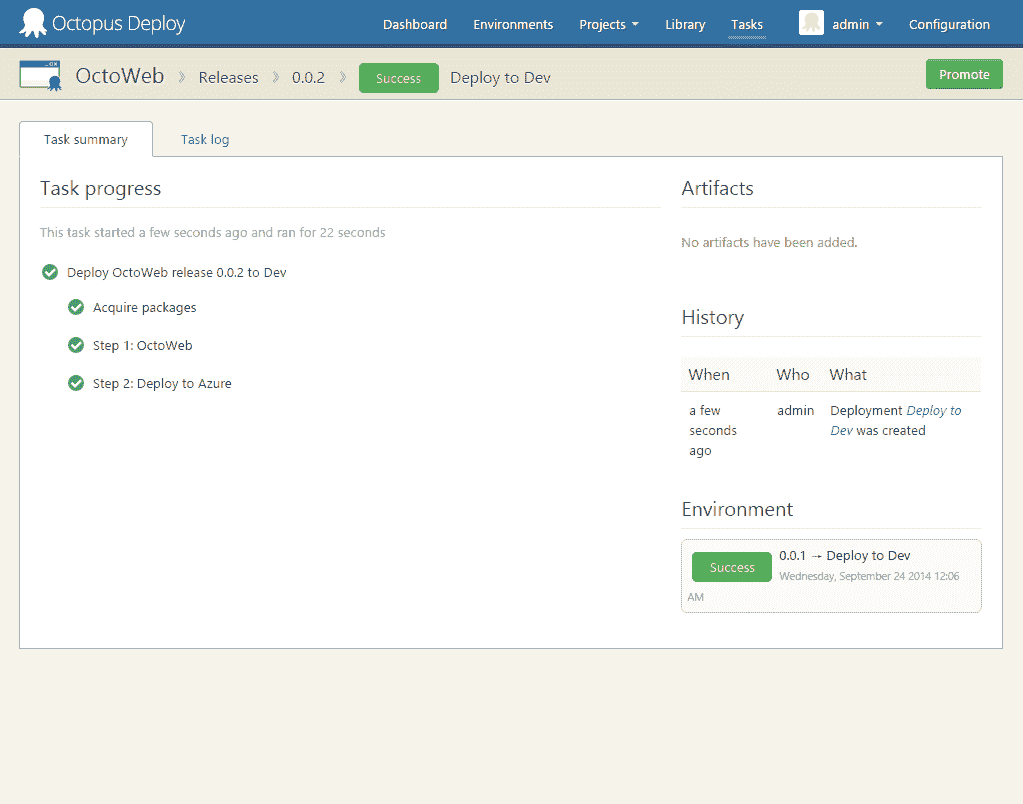 Octopus Deploy
Dashboard Environments Projects Library Tasks admin Configuration
OctoWeb » Releases » 0.0.2 » Success Deploy to Dev
Promote
Task summary
Task log
Task progress
This task started a few seconds ago and ran for 22 seconds
Deploy OctoWeb release 0.0.2 to Dev
Acquire packages
Step 1: OctoWeb
Step 2: Deploy to Azure
Artifacts
No artifacts have been added.
History
When Who What
a few seconds ago
admin
Deployment Deploy to
Dev was created
Environment
Success
0.0.1 → Deploy to Dev
Wednesday, September 24 2014 12:06
AM